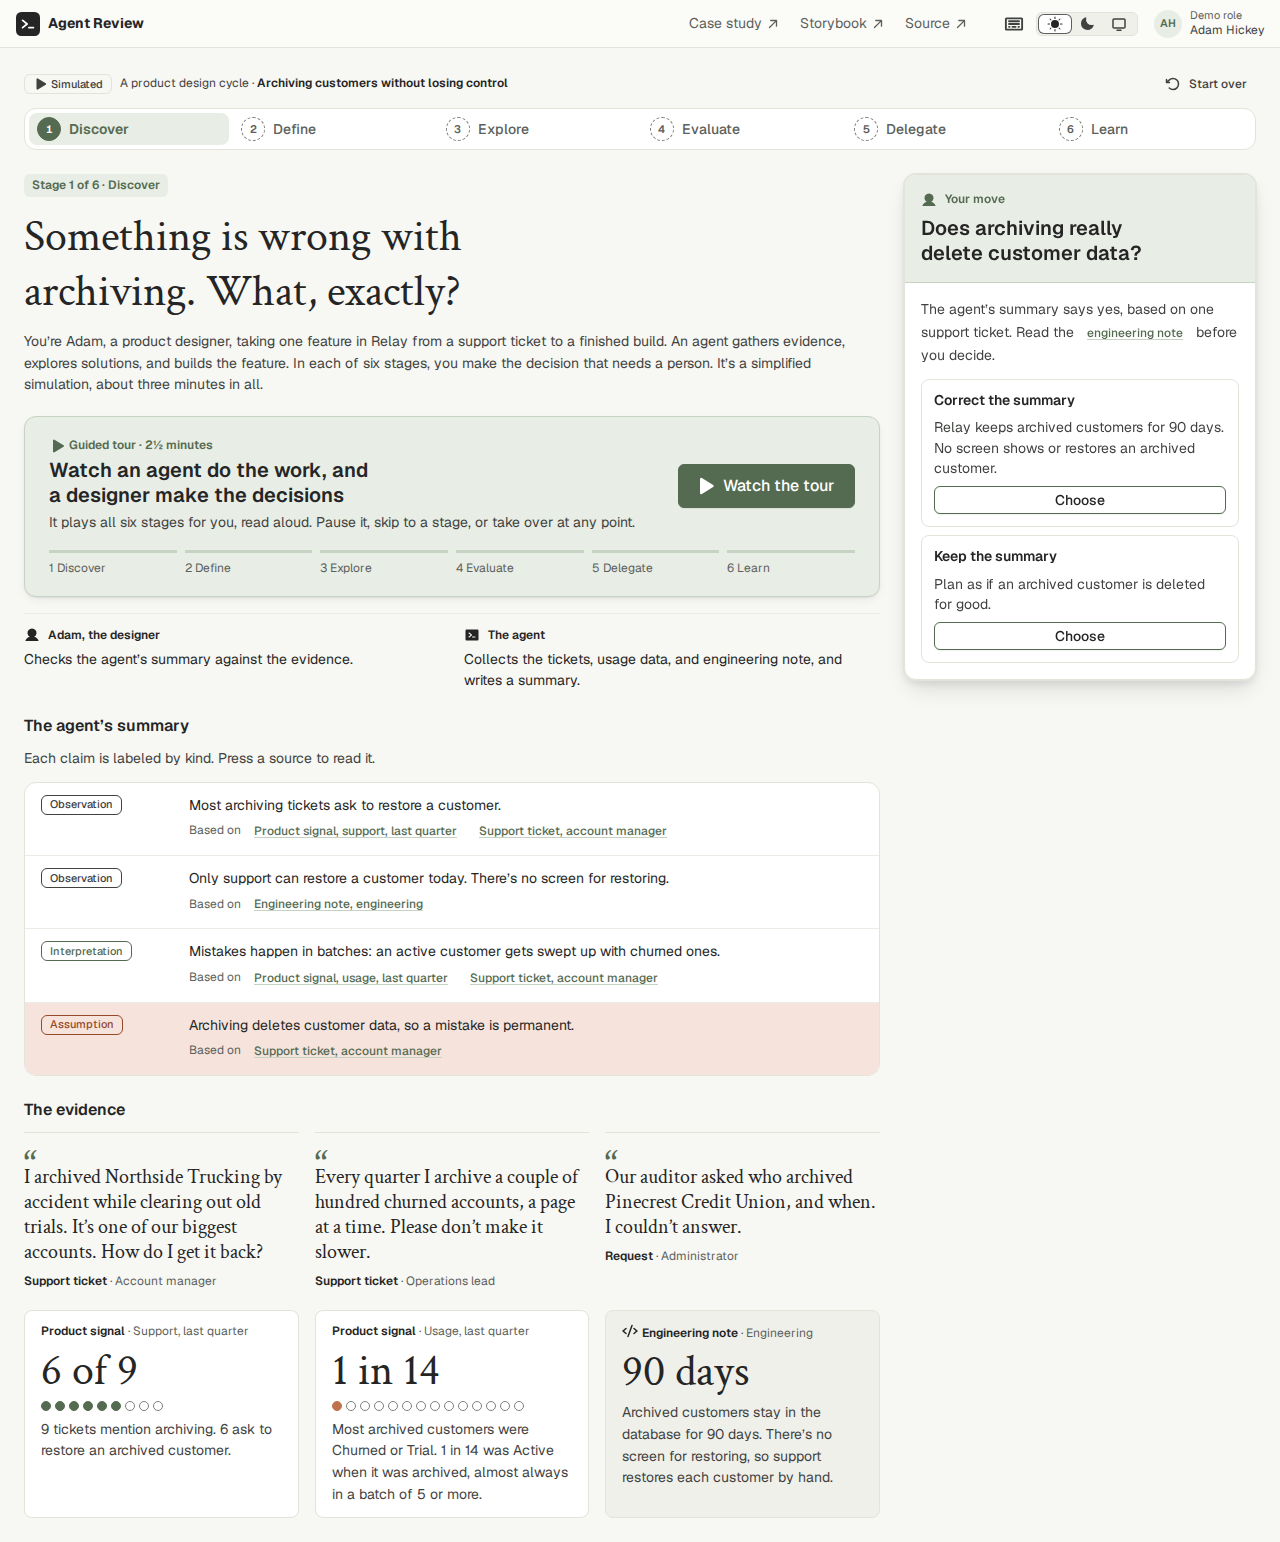 Agent Review
Case study ↗ Storybook ↗ Source ↗
AH
Demo role
Adam Hickey
Simulated
A product design cycle · Archiving customers without losing control
Start over
1 Discover
2 Define
3 Explore
4 Evaluate
5 Delegate
6 Learn
Stage 1 of 6 · Discover
Something is wrong with
archiving. What, exactly?
You're Adam, a product designer, taking one feature in Relay from a support ticket to a finished build. An agent gathers evidence,
explores solutions, and builds the feature. In each of six stages, you make the decision that needs a person. It's a simplified
simulation, about three minutes in all.
Guided tour · 2½ minutes
Watch an agent do the work, and
a designer make the decisions
It plays all six stages for you, read aloud. Pause it, skip to a stage, or take over at any point.
Watch the tour
1 Discover
2 Define
3 Explore
4 Evaluate
5 Delegate
6 Learn
Adam, the designer
Checks the agent's summary against the evidence.
The agent
Collects the tickets, usage data, and engineering note, and
writes a summary.
Your move
Does archiving really
delete customer data?
The agent's summary says yes, based on one
support ticket. Read the engineering note before
you decide.
Correct the summary
Relay keeps archived customers for 90 days.
No screen shows or restores an archived
customer.
Choose
Keep the summary
Plan as if an archived customer is deleted
for good.
Choose
The agent's summary
Each claim is labeled by kind. Press a source to read it.
Observation
Most archiving tickets ask to restore a customer.
Based on Product signal, support, last quarter Support ticket, account manager
Observation
Only support can restore a customer today. There's no screen for restoring.
Based on Engineering note, engineering
Interpretation
Mistakes happen in batches: an active customer gets swept up with churned ones.
Based on Product signal, usage, last quarter Support ticket, account manager
Assumption
Archiving deletes customer data, so a mistake is permanent.
Based on Support ticket, account manager
The evidence
“
I archived Northside Trucking by
accident while clearing out old
trials. It's one of our biggest
accounts. How do I get it back?
Support ticket · Account manager
“
Every quarter I archive a couple of
hundred churned accounts, a page
at a time. Please don't make it
slower.
Support ticket · Operations lead
“
Our auditor asked who archived
Pinecrest Credit Union, and when.
I couldn't answer.
Request · Administrator
Product signal · Support, last quarter
6 of 9
9 tickets mention archiving. 6 ask to
restore an archived customer.
Product signal · Usage, last quarter
1 in 14
Most archived customers were
Churned or Trial. 1 in 14 was Active
when it was archived, almost always
in a batch of 5 or more.
Engineering note · Engineering
90 days
Archived customers stay in the
database for 90 days. There's no
screen for restoring, so support
restores each customer by hand.